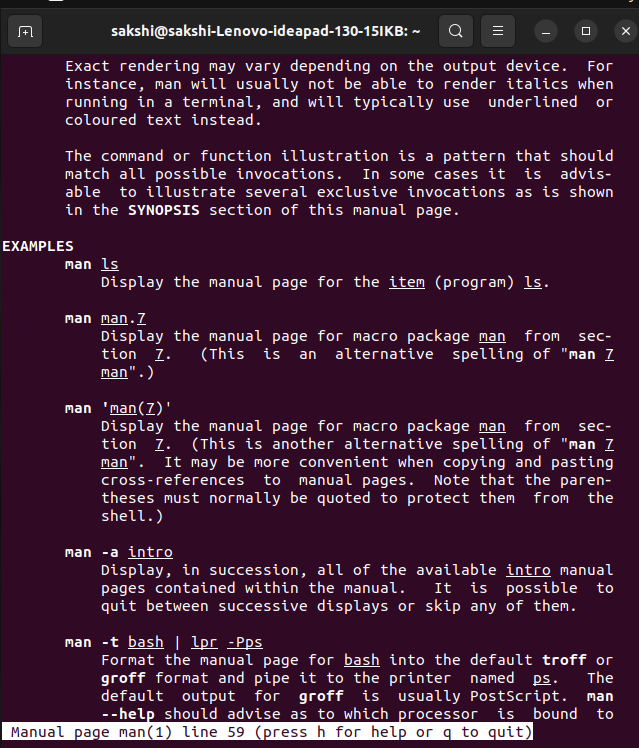 sakshi@sakshi-Lenovo-ideapad-130-15IKB: ~
Exact rendering may vary depending on the output device.  For
instance, man will usually not be able to render italics when
running in a terminal, and will typically use  underlined  or
coloured text instead.
The command or function illustration is a pattern that should
match all possible invocations.  In some cases it  is  advis-
able  to illustrate several exclusive invocations as is shown
in the SYNOPSIS section of this manual page.
EXAMPLES
man ls
Display the manual page for the item (program) ls.
man man.7
Display the manual page for macro package man  from  sec-
tion  7.   (This  is  an  alternative  spelling of "man 7
man".)
man 'man(7)'
Display the manual page for macro package man  from  sec-
tion  7.  (This is another alternative spelling of "man 7
man".  It may be more convenient when copying and pasting
cross-references  to  manual pages.  Note that the paren-
theses must normally be quoted to protect them  from  the
shell.)
man -a intro
Display, in succession, all of the available intro manual
pages contained within the manual.   It  is  possible  to
quit between successive displays or skip any of them.
man -t bash | lpr -Pps
Format the manual page for bash into the default troff or
groff format and pipe it to the printer  named  ps.   The
default  output  for  groff  is  usually PostScript.  man
--help should advise as to which processor  is  bound  to
Manual page man(1) line 59 (press h for help or q to quit)